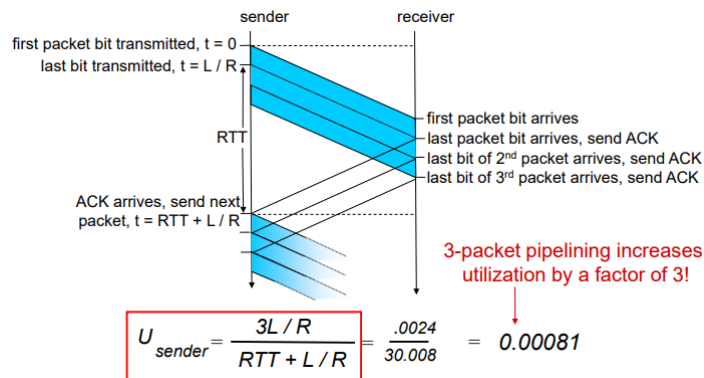 sender
receiver
first packet bit transmitted, t = 0
last bit transmitted, t = L / R
RTT
first packet bit arrives
last packet bit arrives, send ACK
last bit of 2nd packet arrives, send ACK
last bit of 3rd packet arrives, send ACK
ACK arrives, send next
packet, t = RTT + L / R
3-packet pipelining increases
utilization by a factor of 3!
U sender = 3L / R / RTT + L / R = .0024 / 30.008 = 0.00081